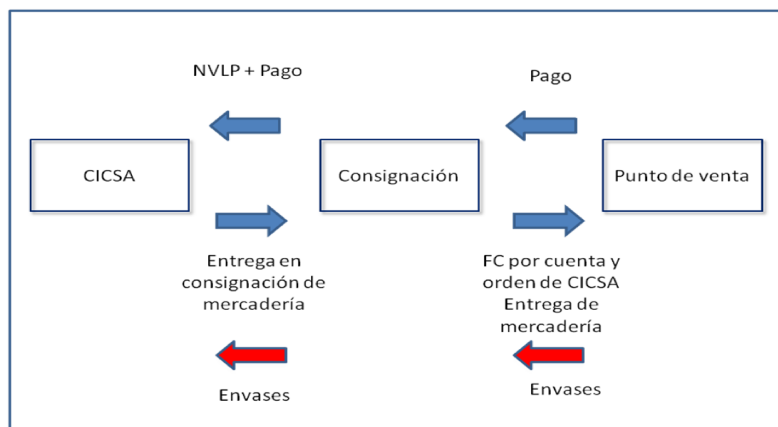 NVLP + Pago
Pago
CICSA
Consignación
Punto de venta
Entrega en
consignación de
mercadería
FC por cuenta y
orden de CICSA
Entrega de
mercadería
Envases
Envases